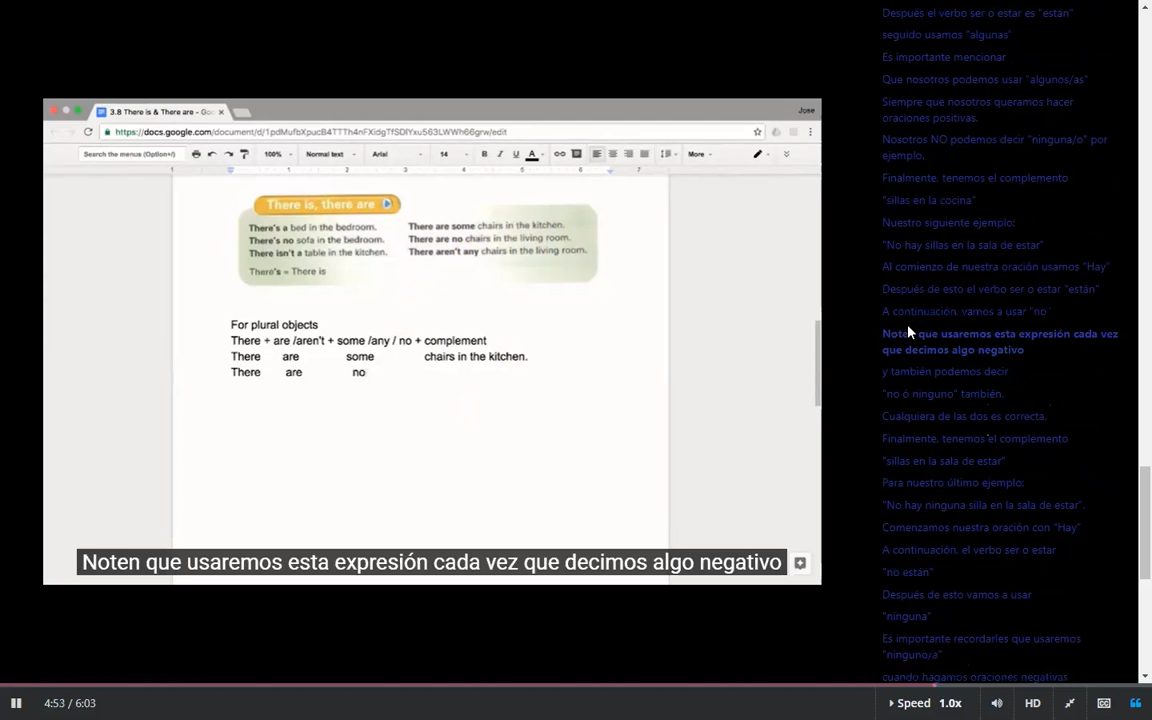 3.8 There is & There are - Goo
Jose
https://docs.google.com/document/d/1pdMufbXpucB4TTh4nFXidgTfSDlYxu563LWWh66grw/edit
Search the menus (Option+/)
100%
Normal text
Arial
14
B I U A
More
1 1 2 3 4 5 6 7
There is, there are
There's a bed in the bedroom.
There's no sofa in the bedroom.
There isn't a table in the kitchen.
There's = There is
There are some chairs in the kitchen.
There are no chairs in the living room.
There aren't any chairs in the living room.
For plural objects
There + are /aren't + some /any / no + complement
There are some chairs in the kitchen.
There are no
Noten que usaremos esta expresión cada vez que decimos algo negativo
Después el verbo ser o estar es "están"
seguido usamos "algunas"
Es importante mencionar
Que nosotros podemos usar "algunos/as"
Siempre que nosotros queramos hacer
oraciones positivas.
Nosotros NO podemos decir "ninguna/o" por
ejemplo.
Finalmente, tenemos el complemento
"sillas en la cocina"
Nuestro siguiente ejemplo:
"No hay sillas en la sala de estar"
Al comienzo de nuestra oración usamos "Hay"
Después de esto el verbo ser o estar "están"
A continuación, vamos a usar "no"
Noten que usaremos esta expresión cada vez
que decimos algo negativo
y también podemos decir
"no ó ninguno" también.
Cualquiera de las dos es correcta.
Finalmente, tenemos el complemento
"sillas en la sala de estar"
Para nuestro último ejemplo:
"No hay ninguna silla en la sala de estar".
Comenzamos nuestra oración con "Hay"
A continuación, el verbo ser o estar
"no están"
Después de esto vamos a usar
"ninguna"
Es importante recordarles que usaremos
"ninguno/a"
cuando hagamos oraciones negativas
4:53 / 6:03
Speed 1.0x
HD